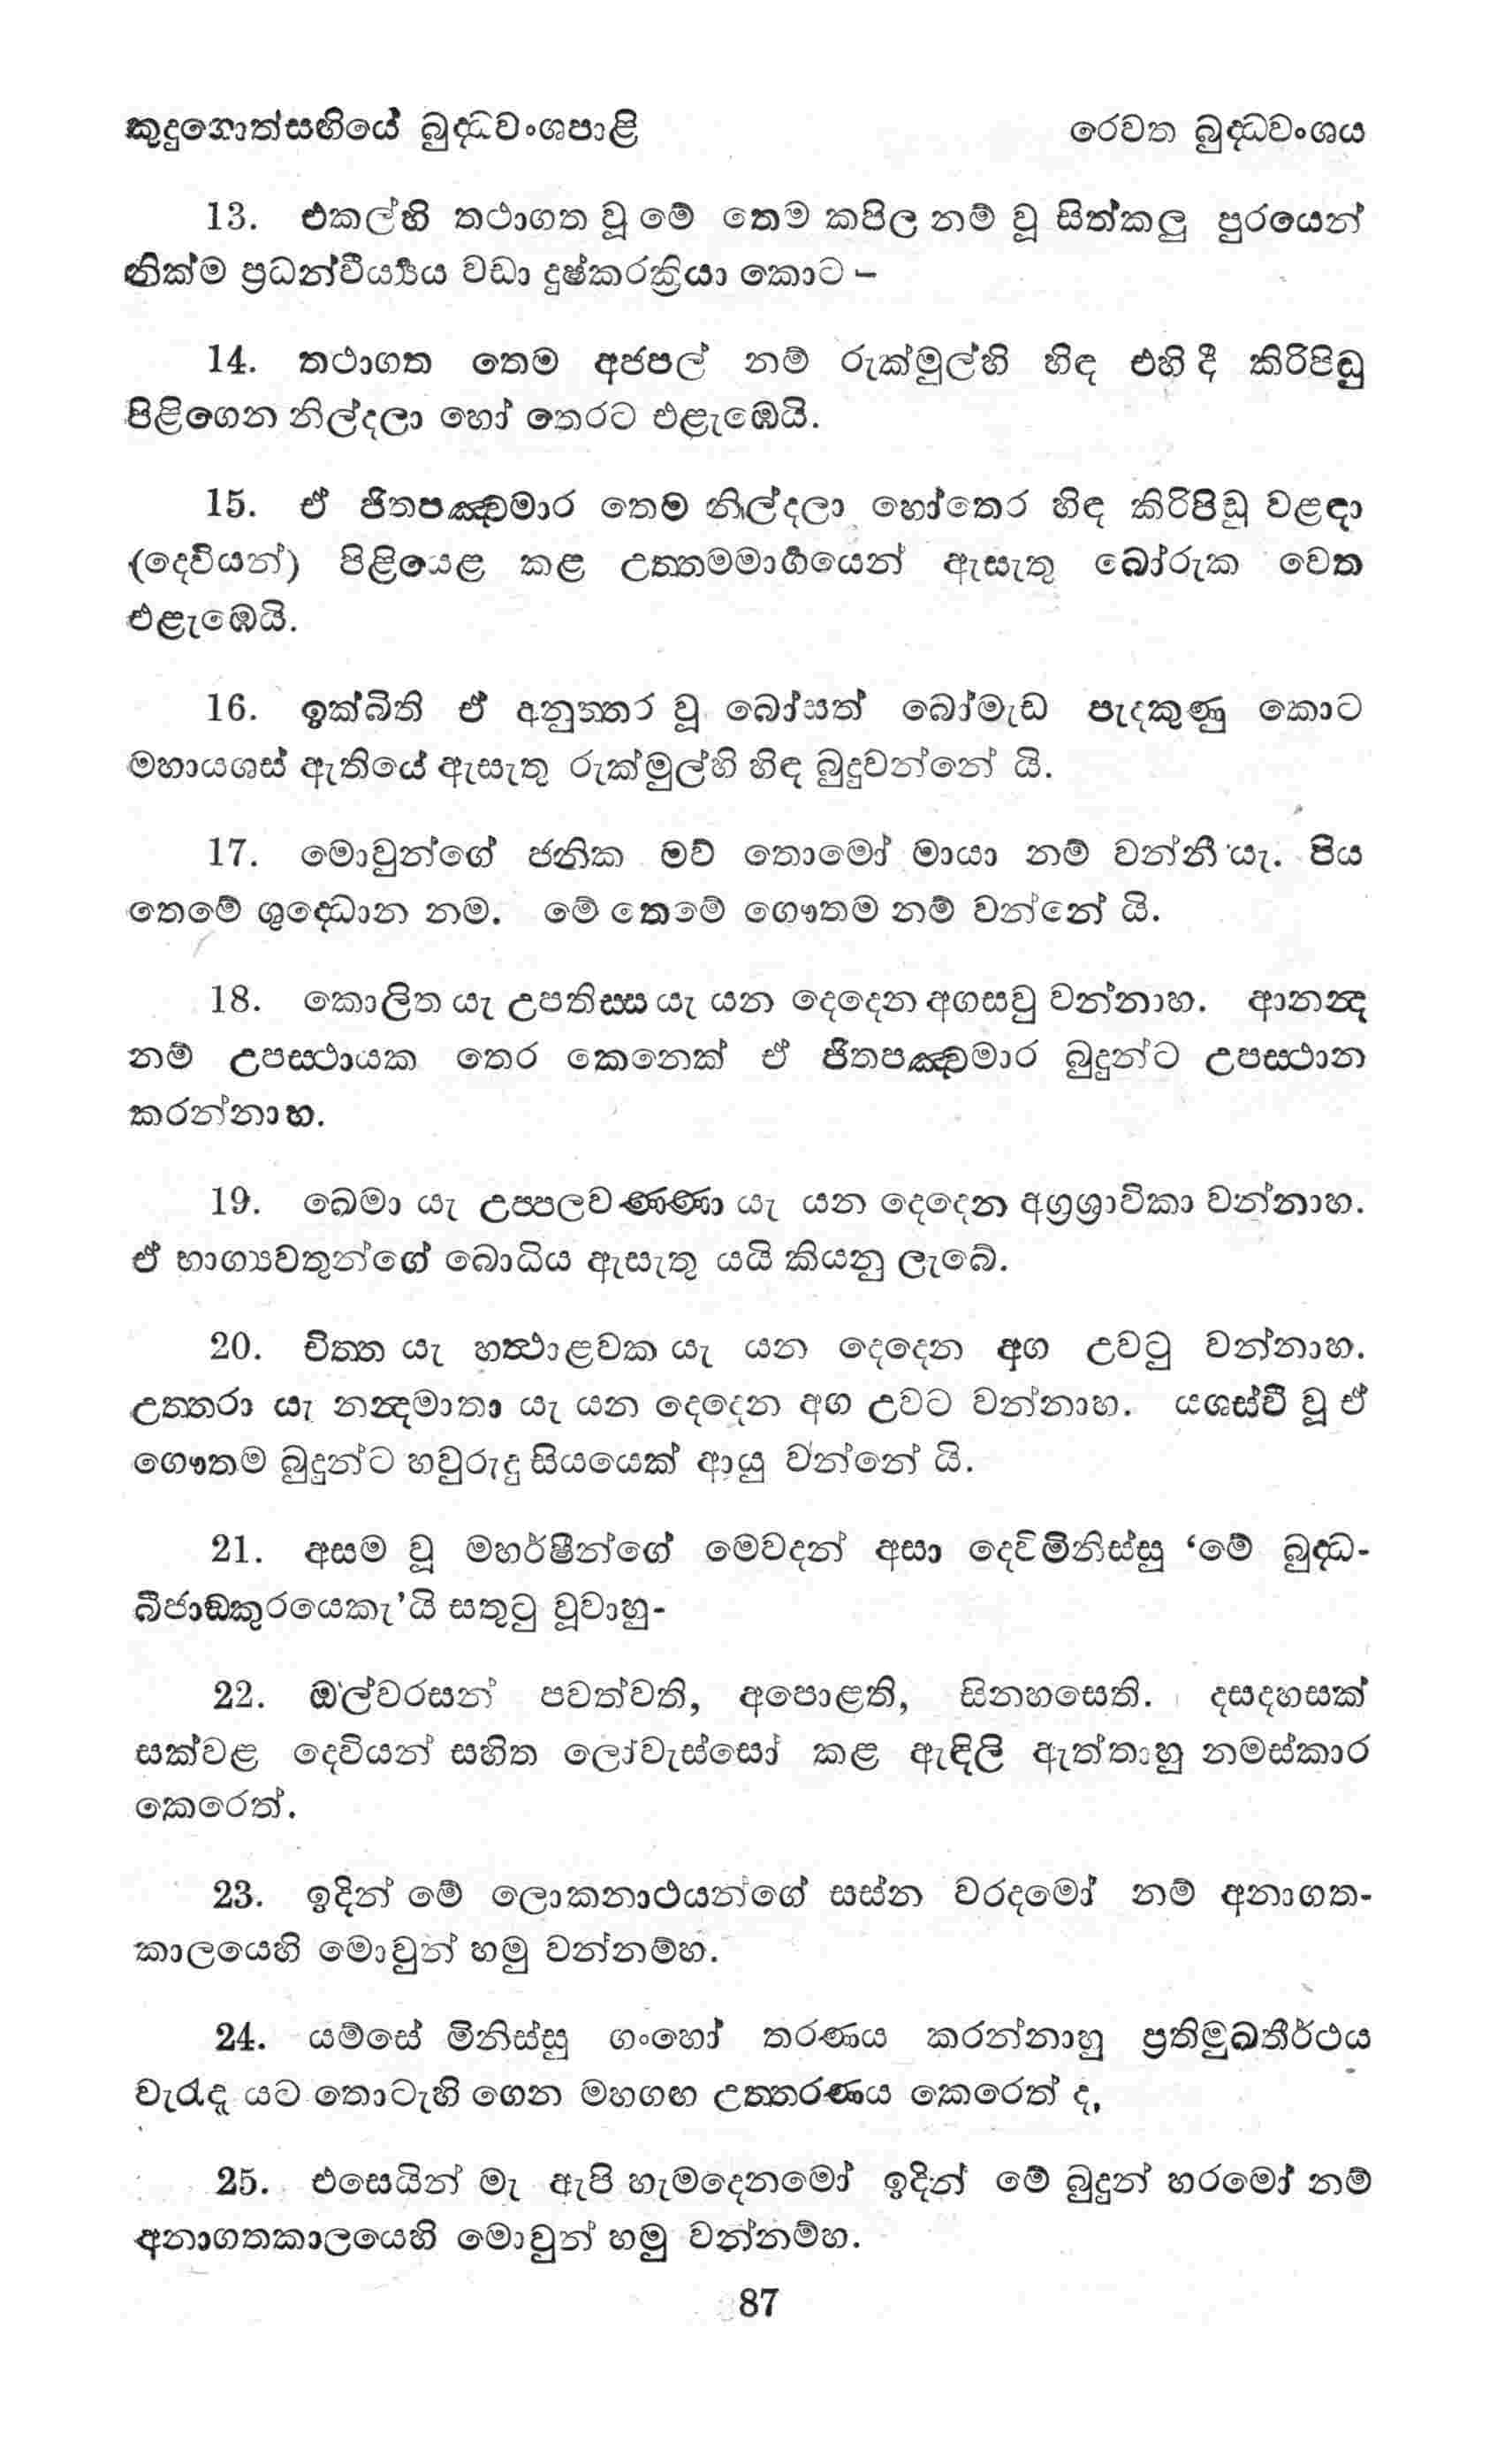 කුදුගොත්සඟියේ බුද්ධවංශපාළි රෙවත බුද්ධවංශය
13. එකල්හි තථාගත වූ මේ තෙම කපිල නම් වූ සිත්කලු පුරයෙන්
නික්ම ප්‍රධන්වීර්‍ය්‍යය වඩා දුෂ්කරක්‍රියා කොට –
14. තථාගත තෙම අජපල් නම් රුක්මුල්හි හිඳ එහි දී කිරිපිඬු
පිළිගෙන නිල්දලා හෝ තෙරට එළැඹෙයි.
15. ඒ ජිතපඤ්චමාර තෙම නිල්දලා හෝතෙර හිඳ කිරිපිඬු වළඳා
(දෙවියන්) පිළියෙළ කළ උත්තමමාර්ගයෙන් ඇසැතු බෝරුක වෙත
එළැඹෙයි.
16. ඉක්බිති ඒ අනුත්තර වූ බෝසත් බෝමැඩ පැදකුණු කොට
මහායශස් ඇතියේ ඇසැතු රුක්මුල්හි හිඳ බුදුවන්නේ යි.
17. මොවුන්ගේ ජනික මව් තොමෝ මායා නම් වන්නී යැ. පිය
තෙමේ ශුද්ධොන නම. මේ තෙමේ ගෞතම නම් වන්නේ යි.
18. කොලිත යැ උපතිස්ස යැ යන දෙදෙන අගසවු වන්නාහ. ආනන්ද
නම් උපස්ථායක තෙර කෙනෙක් ඒ ජිතපඤ්චමාර බුදුන්ට උපස්ථාන
කරන්නාහ.
19. ඛෙමා යැ උප්පලවණ්ණා යැ යන දෙදෙන අග්‍රශ්‍රාවිකා වන්නාහ.
ඒ භාග්‍යවතුන්ගේ බොධිය ඇසැතු යයි කියනු ලැබේ.
20. චිත්ත යැ හත්ථාළවක යැ යන දෙදෙන අග උවටු වන්නාහ.
උත්තරා යැ නන්දමාතා යැ යන දෙදෙන අග උවට වන්නාහ. යශස්වී වූ ඒ
ගෞතම බුදුන්ට හවුරුදු සියයෙක් ආයු වන්නේ යි.
21. අසම වූ මහර්ෂීන්ගේ මෙවදන් අසා දෙවිමිනිස්සු ‘මේ බුද්ධ-
බීජාඞ්කුරයෙකැ’යි සතුටු වූවාහු-
22. ඔල්වරසන් පවත්වති, අපොළති, සිනහසෙති. දසදහසක්
සක්වළ දෙවියන් සහිත ලෝවැස්සෝ කළ ඇඳිලි ඇත්තාහු නමස්කාර
කෙරෙත්.
23. ඉදින් මේ ලොකනාථයන්ගේ සස්න වරදමෝ නම් අනාගත-
කාලයෙහි මොවුන් හමු වන්නම්හ.
24. යම්සේ මිනිස්සු ගංහෝ තරණය කරන්නාහු ප්‍රතිමුඛතීර්ථය
වැරැද යට තොටැහි ගෙන මහගඟ උත්තරණය කෙරෙත් ද,
25. එසෙයින් මැ ඇපි හැමදෙනමෝ ඉදින් මේ බුදුන් හරමෝ නම්
අනාගතකාලයෙහි මොවුන් හමු වන්නම්හ.
87